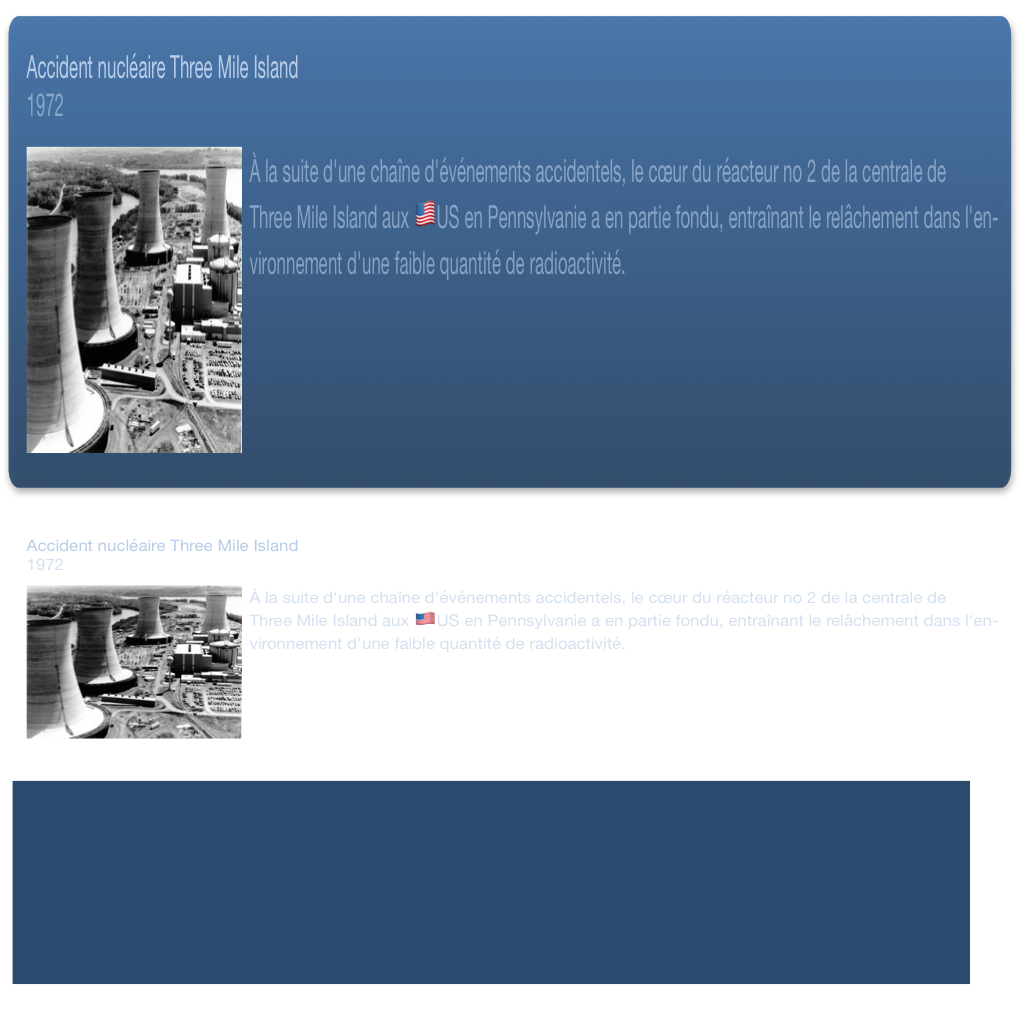 Accident nucléaire Three Mile Island
1972
À la suite d'une chaîne d'événements accidentels, le cœur du réacteur no 2 de la centrale de
Three Mile Island aux 🇺🇸US en Pennsylvanie a en partie fondu, entraînant le relâchement dans l'en-
vironnement d'une faible quantité de radioactivité.
Accident nucléaire Three Mile Island
1972
À la suite d'une chaîne d'événements accidentels, le cœur du réacteur no 2 de la centrale de
Three Mile Island aux 🇺🇸US en Pennsylvanie a en partie fondu, entraînant le relâchement dans l'en-
vironnement d'une faible quantité de radioactivité.